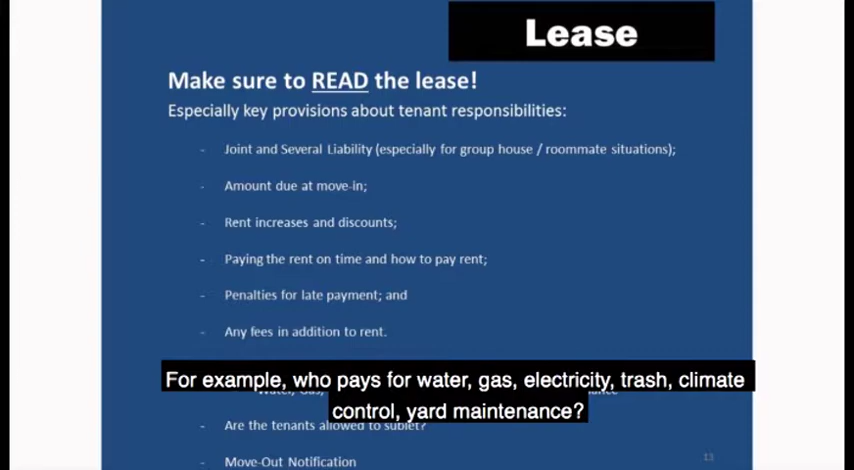 Lease
Make sure to READ the lease!
Especially key provisions about tenant responsibilities:
- Joint and Several Liability (especially for group house / roommate situations);
- Amount due at move-in;
- Rent increases and discounts;
- Paying the rent on time and how to pay rent;
- Penalties for late payment; and
- Any fees in addition to rent.
For example, who pays for water, gas, electricity, trash, climate
control, yard maintenance?
- Are the tenants allowed to sublet?
- Move-Out Notification
13